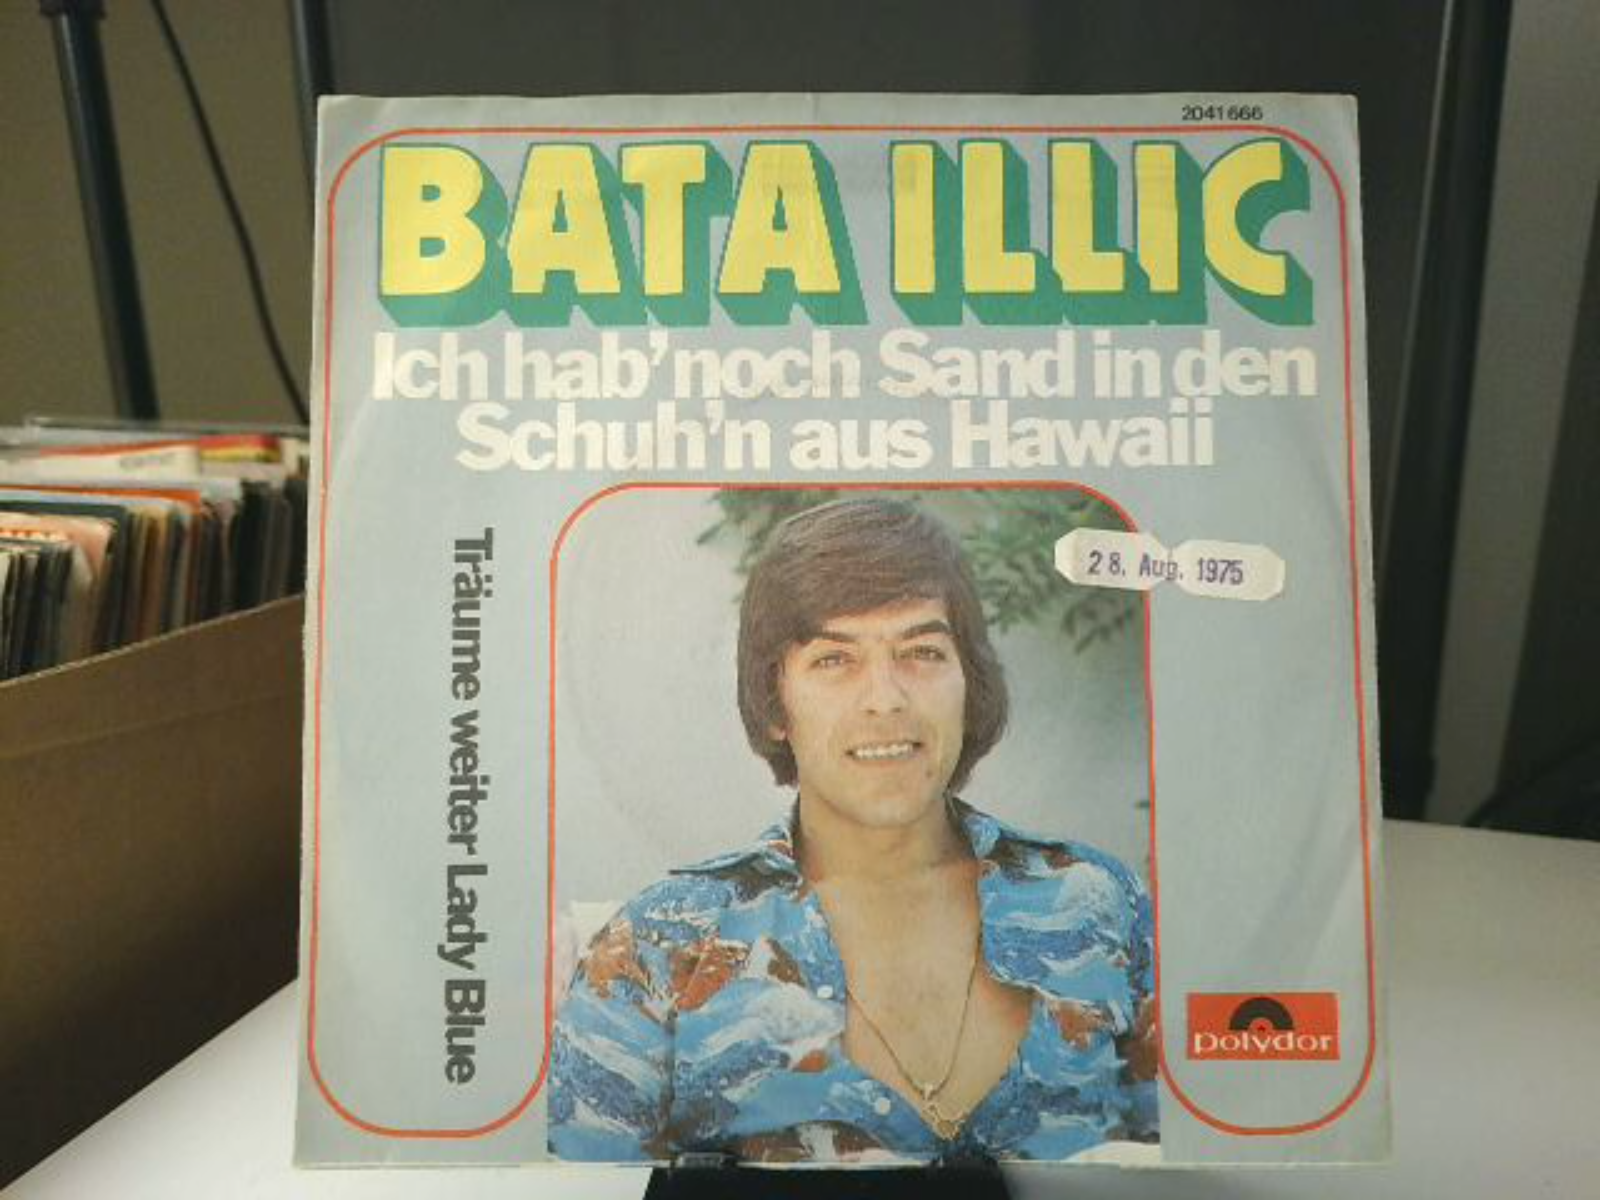 2041 666
BATA ILLIC
Ich hab' noch Sand in den
Schuh'n aus Hawaii
Träume weiter Lady Blue
28. Aug. 1975
polydor